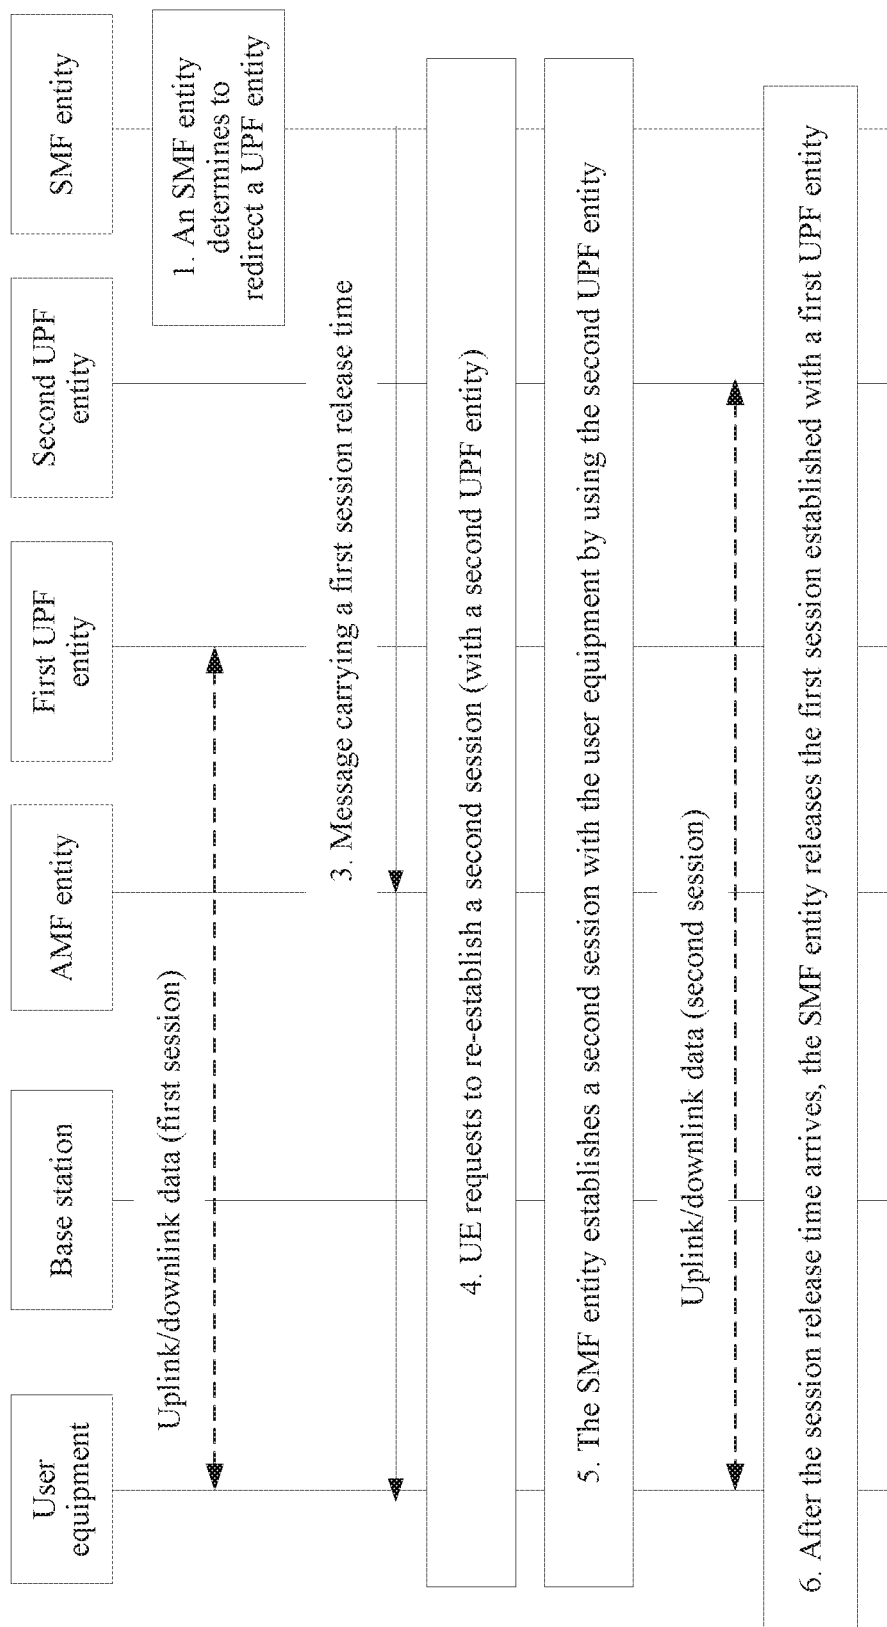 User
equipment
Base station
AMF entity
First UPF
entity
Second UPF
entity
SMF entity
1. An SMF entity
determines to
redirect a UPF entity
Uplink/downlink data (first session)
3. Message carrying a first session release time
4. UE requests to re-establish a second session (with a second UPF entity)
5. The SMF entity establishes a second session with the user equipment by using the second UPF entity
Uplink/downlink data (second session)
6. After the session release time arrives, the SMF entity releases the first session established with a first UPF entity